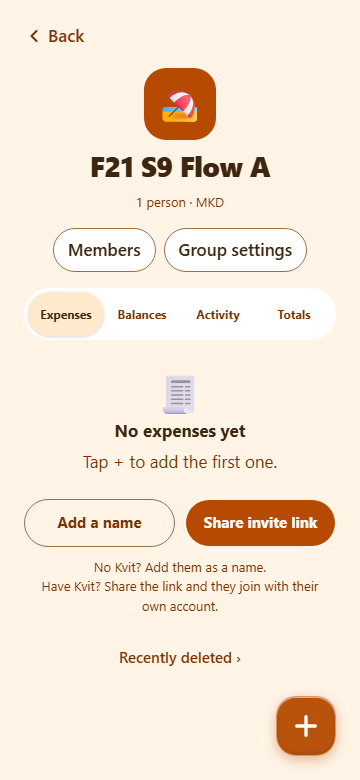 Back
F21 S9 Flow A
1 person · MKD
Members
Group settings
Expenses
Balances
Activity
Totals
No expenses yet
Tap + to add the first one.
Add a name
Share invite link
No Kvit? Add them as a name.
Have Kvit? Share the link and they join with their
own account.
Recently deleted ›